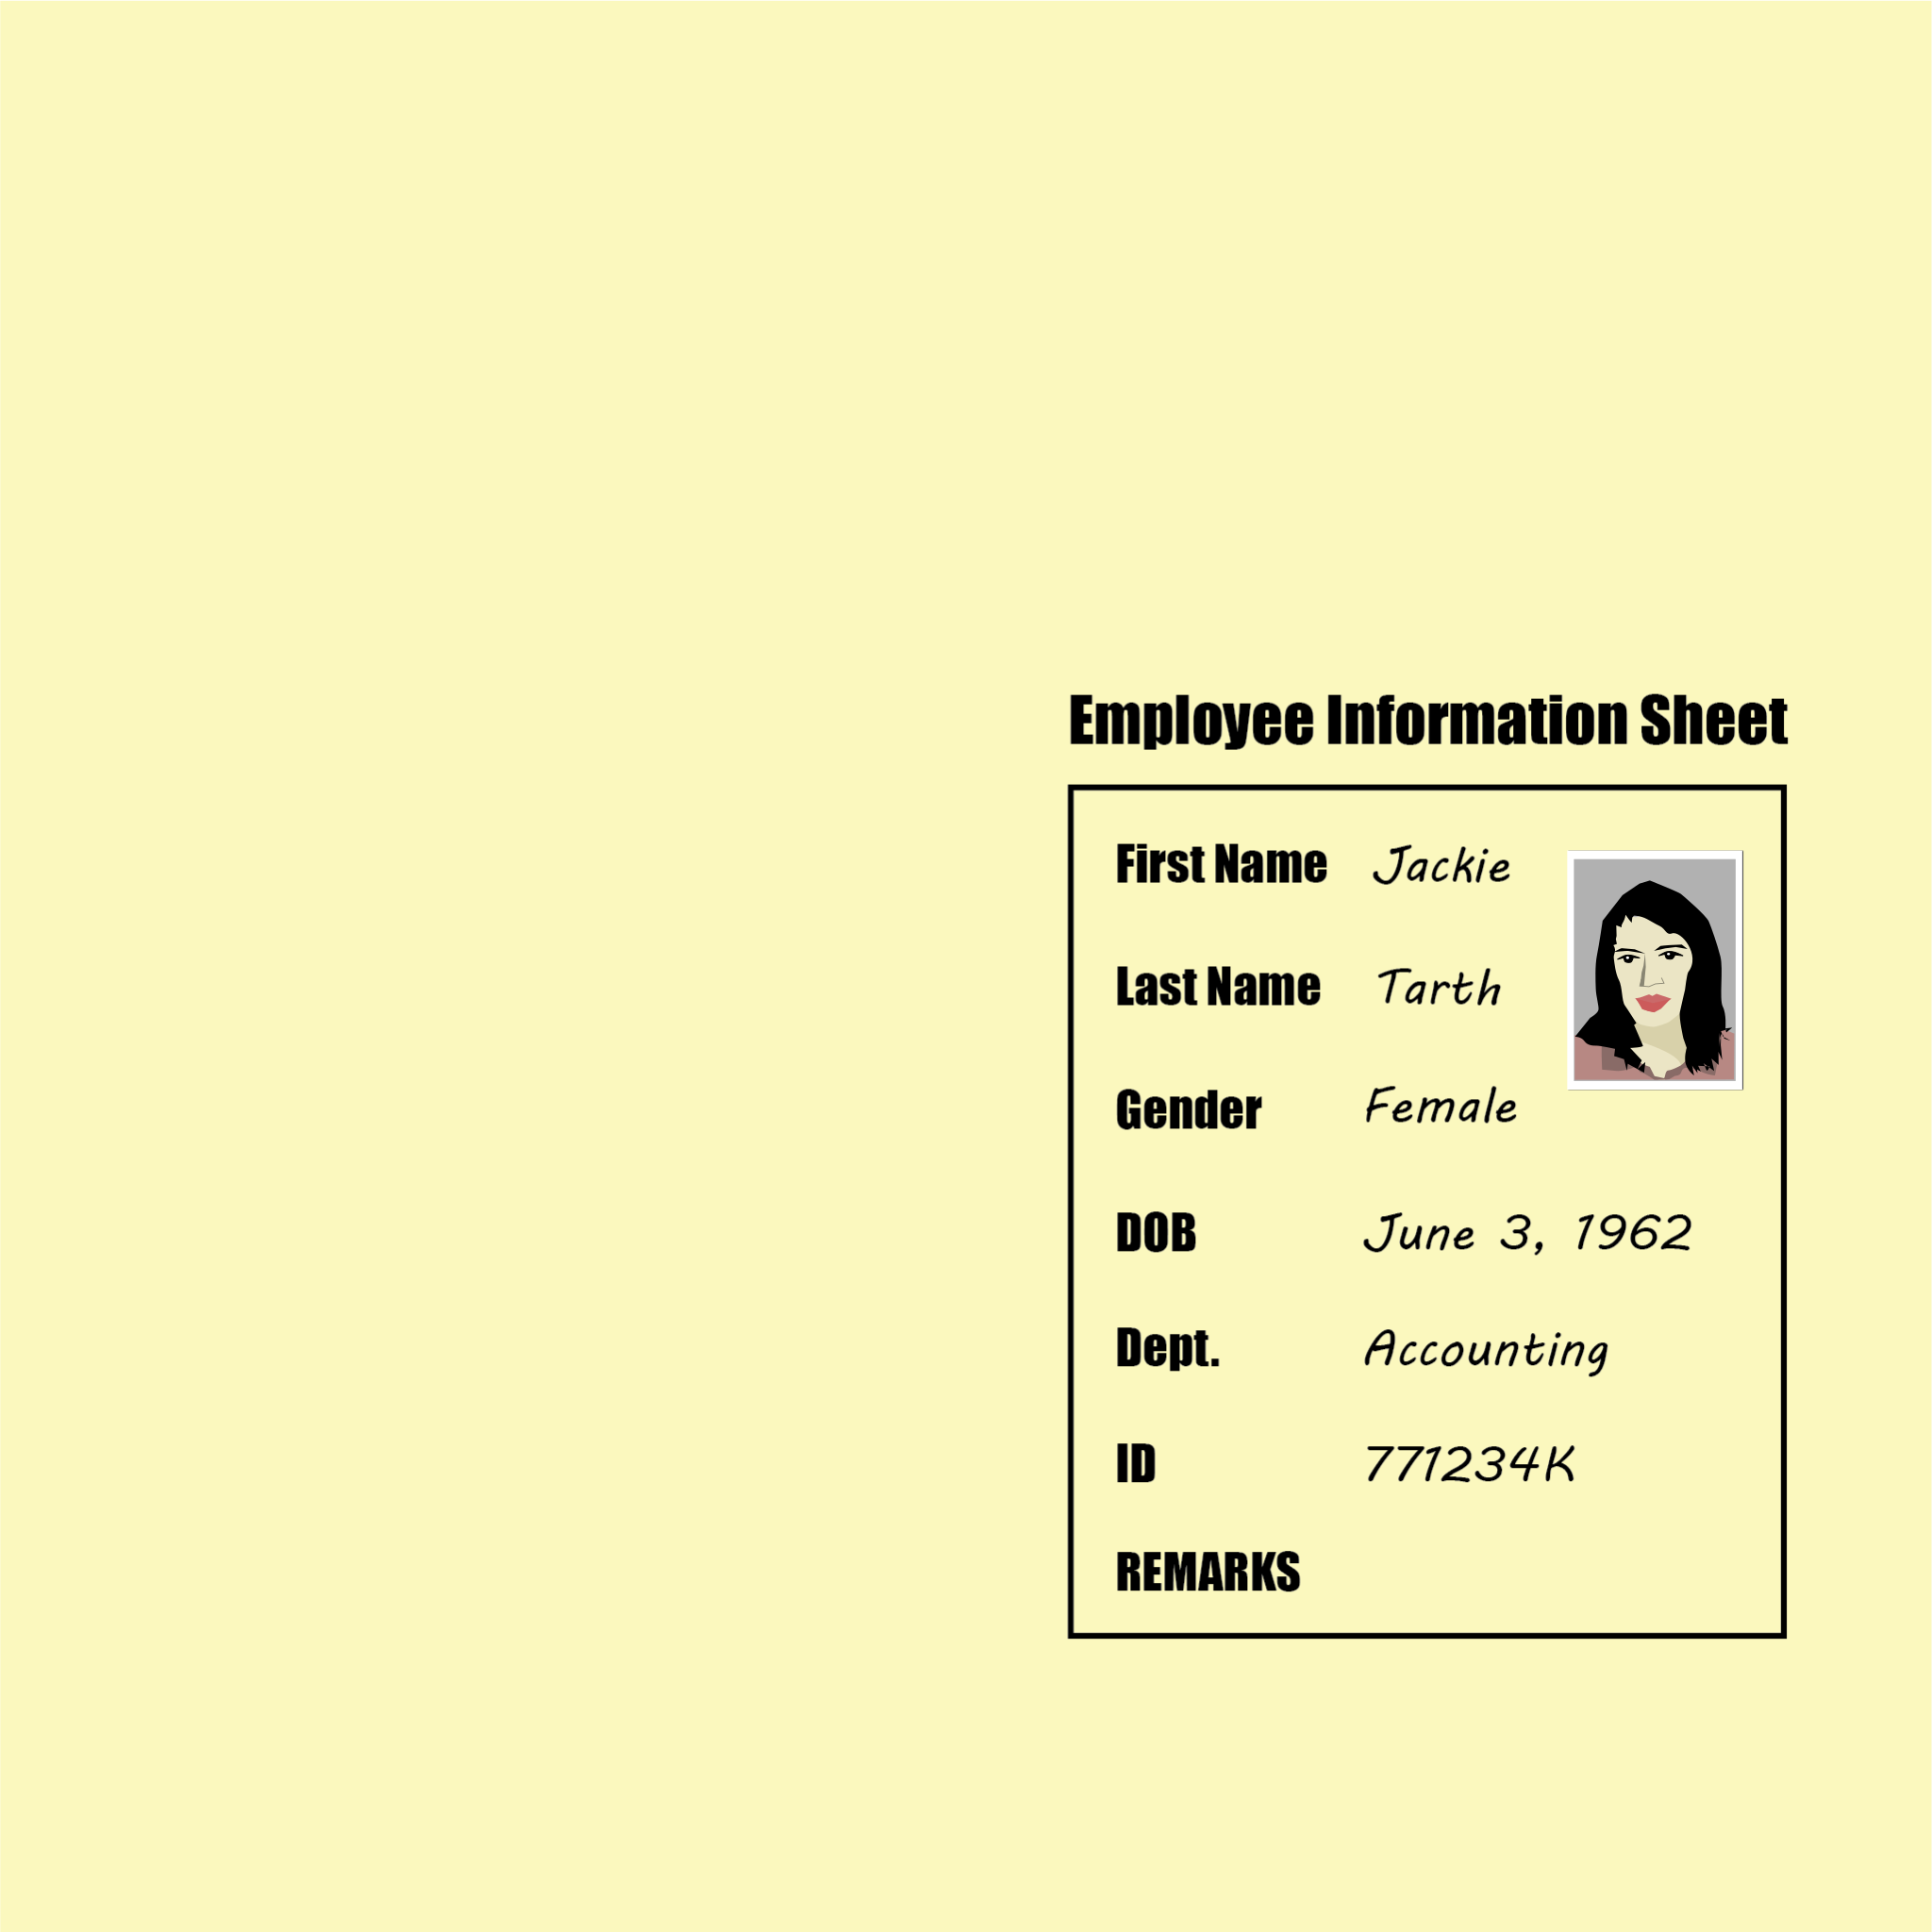 Employee Information Sheet
First Name Jackie
Last Name Tarth
Gender Female
DOB June 3, 1962
Dept. Accounting
ID 771234K
REMARKS